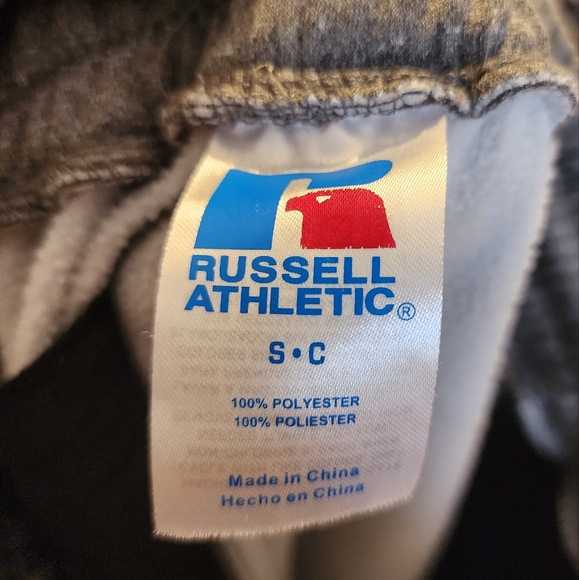 RUSSELL
ATHLETIC®
S•C
100% POLYESTER
100% POLIESTER
Made in China
Hecho en China